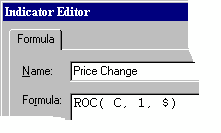 Indicator Editor
Formula
Name: Price Change
Formula: ROC( C, 1, $)